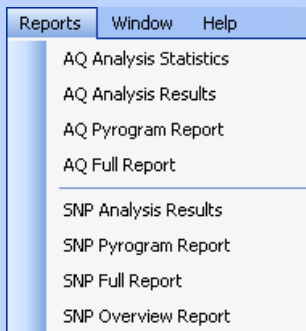 Reports Window Help
AQ Analysis Statistics
AQ Analysis Results
AQ Pyrogram Report
AQ Full Report
SNP Analysis Results
SNP Pyrogram Report
SNP Full Report
SNP Overview Report